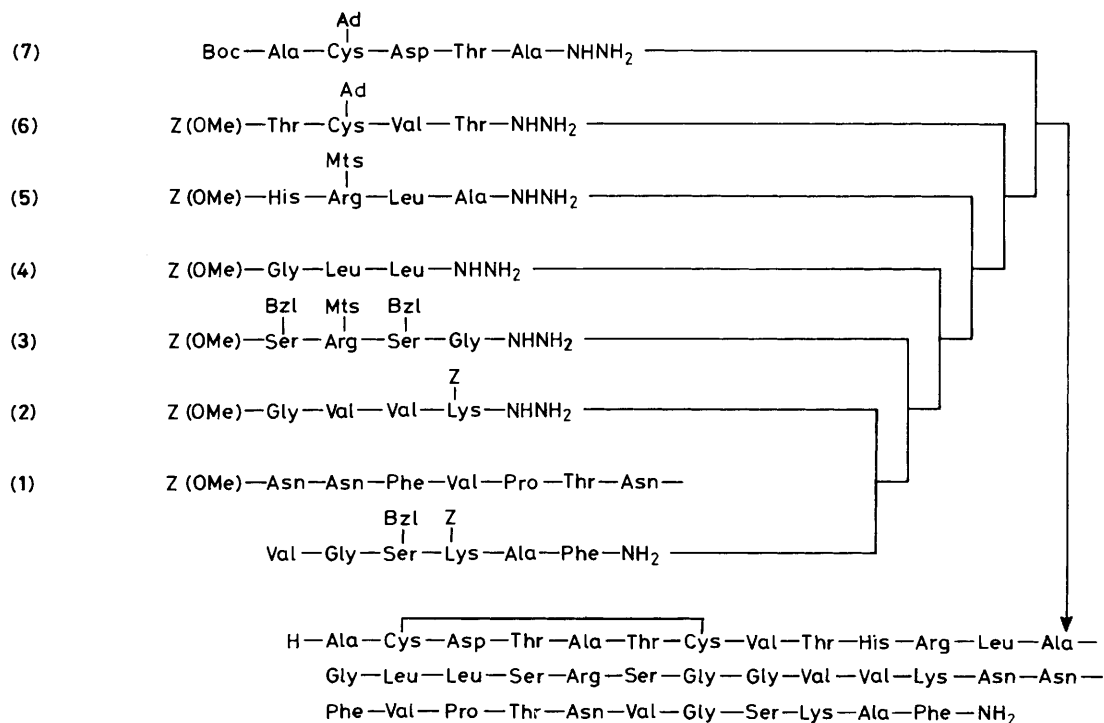 Ad
(7) Boc—Ala—Cys—Asp—Thr—Ala—NHNH₂
Ad
(6) Z(OMe)—Thr—Cys—Val—Thr—NHNH₂
Mts
(5) Z(OMe)—His—Arg—Leu—Ala—NHNH₂
(4) Z(OMe)—Gly—Leu—Leu—NHNH₂
Bzl Mts Bzl
(3) Z(OMe)—Ser—Arg—Ser—Gly—NHNH₂
Z
(2) Z(OMe)—Gly—Val—Val—Lys—NHNH₂
(1) Z(OMe)—Asn—Asn—Phe—Val—Pro—Thr—Asn—
Bzl Z
Val—Gly—Ser—Lys—Ala—Phe—NH₂
H—Ala—Cys—Asp—Thr—Ala—Thr—Cys—Val—Thr—His—Arg—Leu—Ala—
Gly—Leu—Leu—Ser—Arg—Ser—Gly—Gly—Val—Val—Lys—Asn—Asn—
Phe—Val—Pro—Thr—Asn—Val—Gly—Ser—Lys—Ala—Phe—NH₂